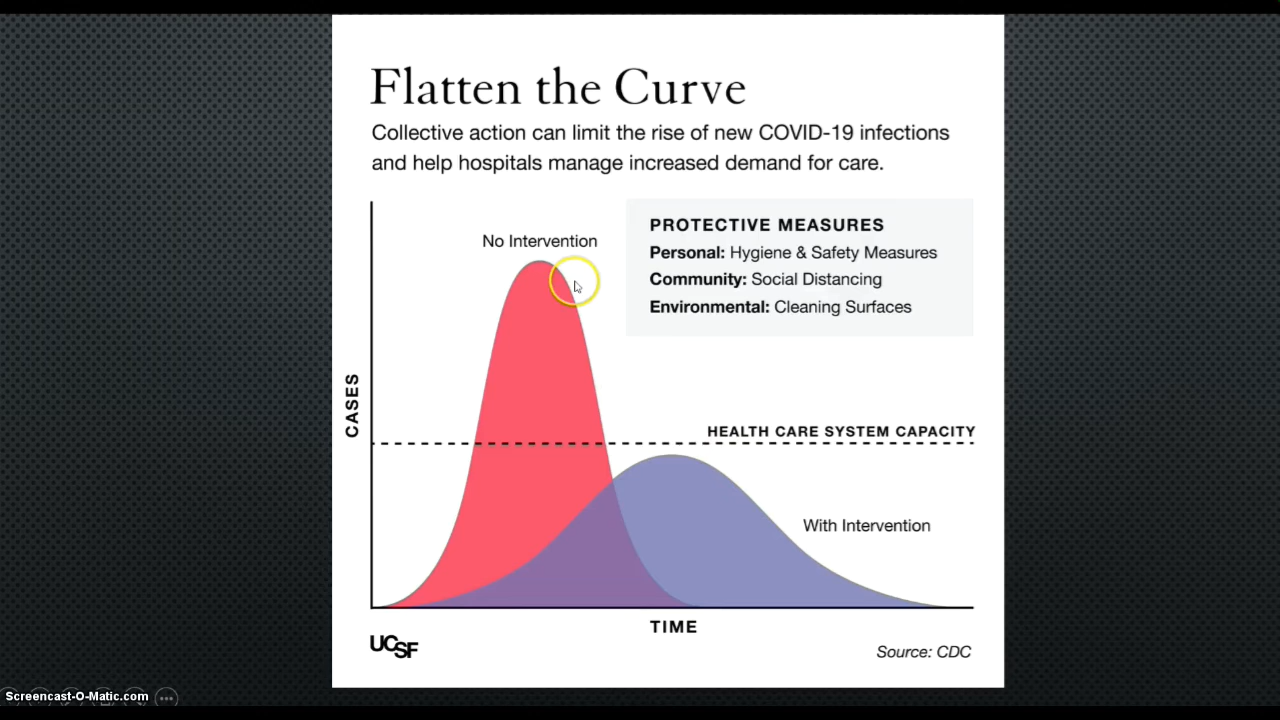 Flatten the Curve
Collective action can limit the rise of new COVID-19 infections
and help hospitals manage increased demand for care.
No Intervention
PROTECTIVE MEASURES
Personal: Hygiene & Safety Measures
Community: Social Distancing
Environmental: Cleaning Surfaces
CASES
HEALTH CARE SYSTEM CAPACITY
With Intervention
TIME
UCSF
Source: CDC
Screencast-O-Matic.com